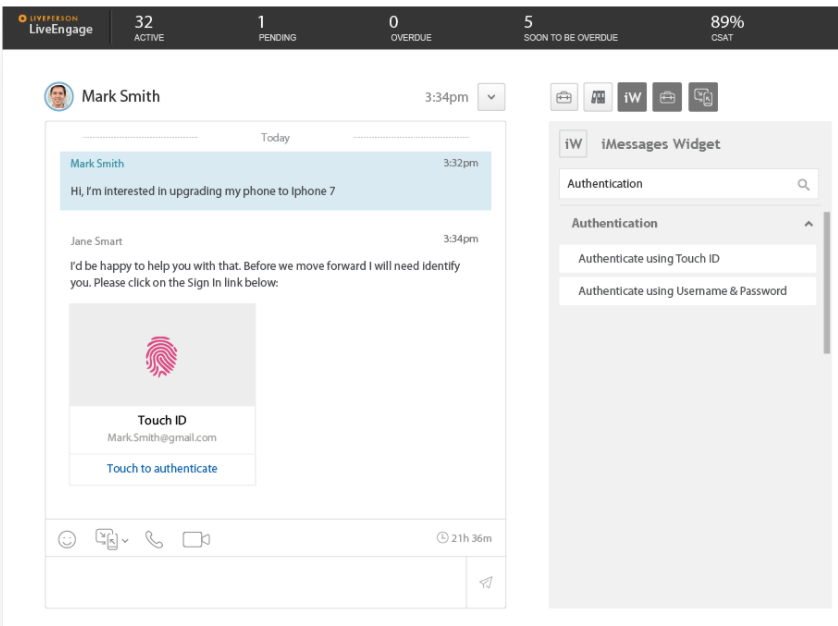 LIVEPERSON
LiveEngage
32
ACTIVE
1
PENDING
0
OVERDUE
5
SOON TO BE OVERDUE
89%
CSAT
Mark Smith
3:34pm
Today
Mark Smith 3:32pm
Hi, I'm interested in upgrading my phone to Iphone 7
Jane Smart 3:34pm
I'd be happy to help you with that. Before we move forward I will need identify
you. Please click on the Sign In link below:
Touch ID
Mark.Smith@gmail.com
Touch to authenticate
21h 36m
iW
iW iMessages Widget
Authentication
Authentication
Authenticate using Touch ID
Authenticate using Username & Password